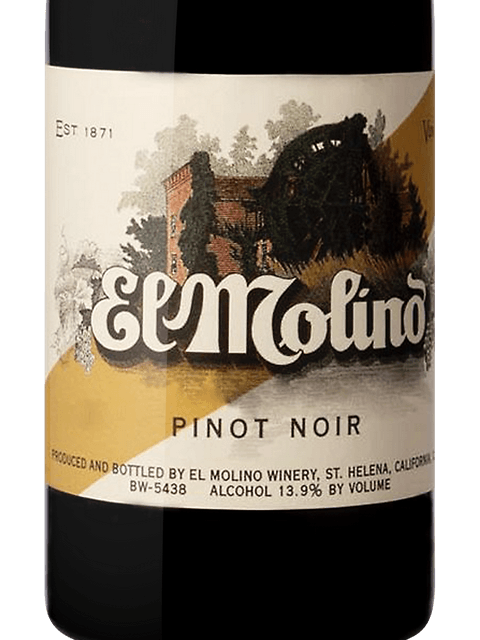 EST 1871
El Molino
PINOT NOIR
PRODUCED AND BOTTLED BY EL MOLINO WINERY, ST. HELENA, CALIFORNIA,
BW-5438 ALCOHOL 13.9% BY VOLUME